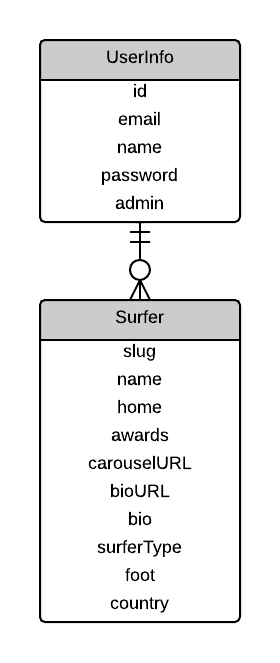 UserInfo
id
email
name
password
admin
Surfer
slug
name
home
awards
carouselURL
bioURL
bio
surferType
foot
country